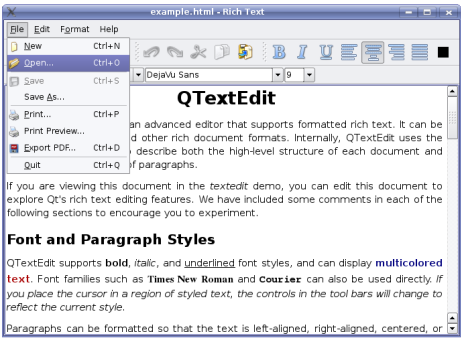 example.html - Rich Text
File Edit Format Help
New Ctrl+N
Open... Ctrl+O
Save Ctrl+S
Save As...
Print... Ctrl+P
Print Preview...
Export PDF... Ctrl+D
Quit Ctrl+Q
B I U
DejaVu Sans 9
QTextEdit
an advanced editor that supports formatted rich text. It can be
d other rich document formats. Internally, QTextEdit uses the
describe both the high-level structure of each document and
of paragraphs.
If you are viewing this document in the textedit demo, you can edit this document to
explore Qt's rich text editing features. We have included some comments in each of the
following sections to encourage you to experiment.
Font and Paragraph Styles
QTextEdit supports bold, italic, and underlined font styles, and can display multicolored
text. Font families such as Times New Roman and Courier can also be used directly. If
you place the cursor in a region of styled text, the controls in the tool bars will change to
reflect the current style.
Paragraphs can be formatted so that the text is left-aligned, right-aligned, centered, or